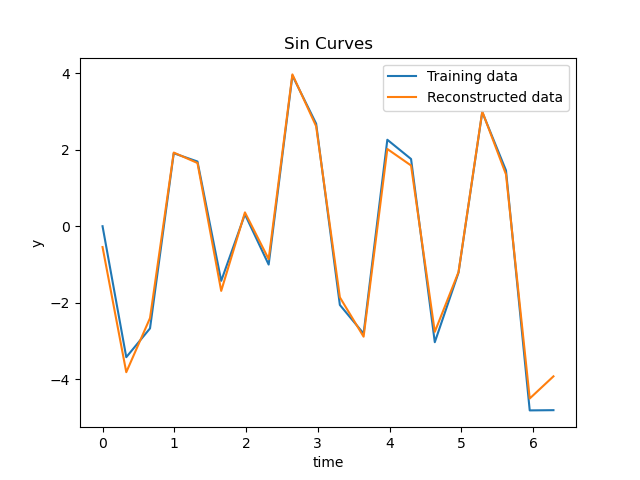 Sin Curves
Training data
Reconstructed data
4
2
0
−2
−4
y
0 1 2 3 4 5 6
time